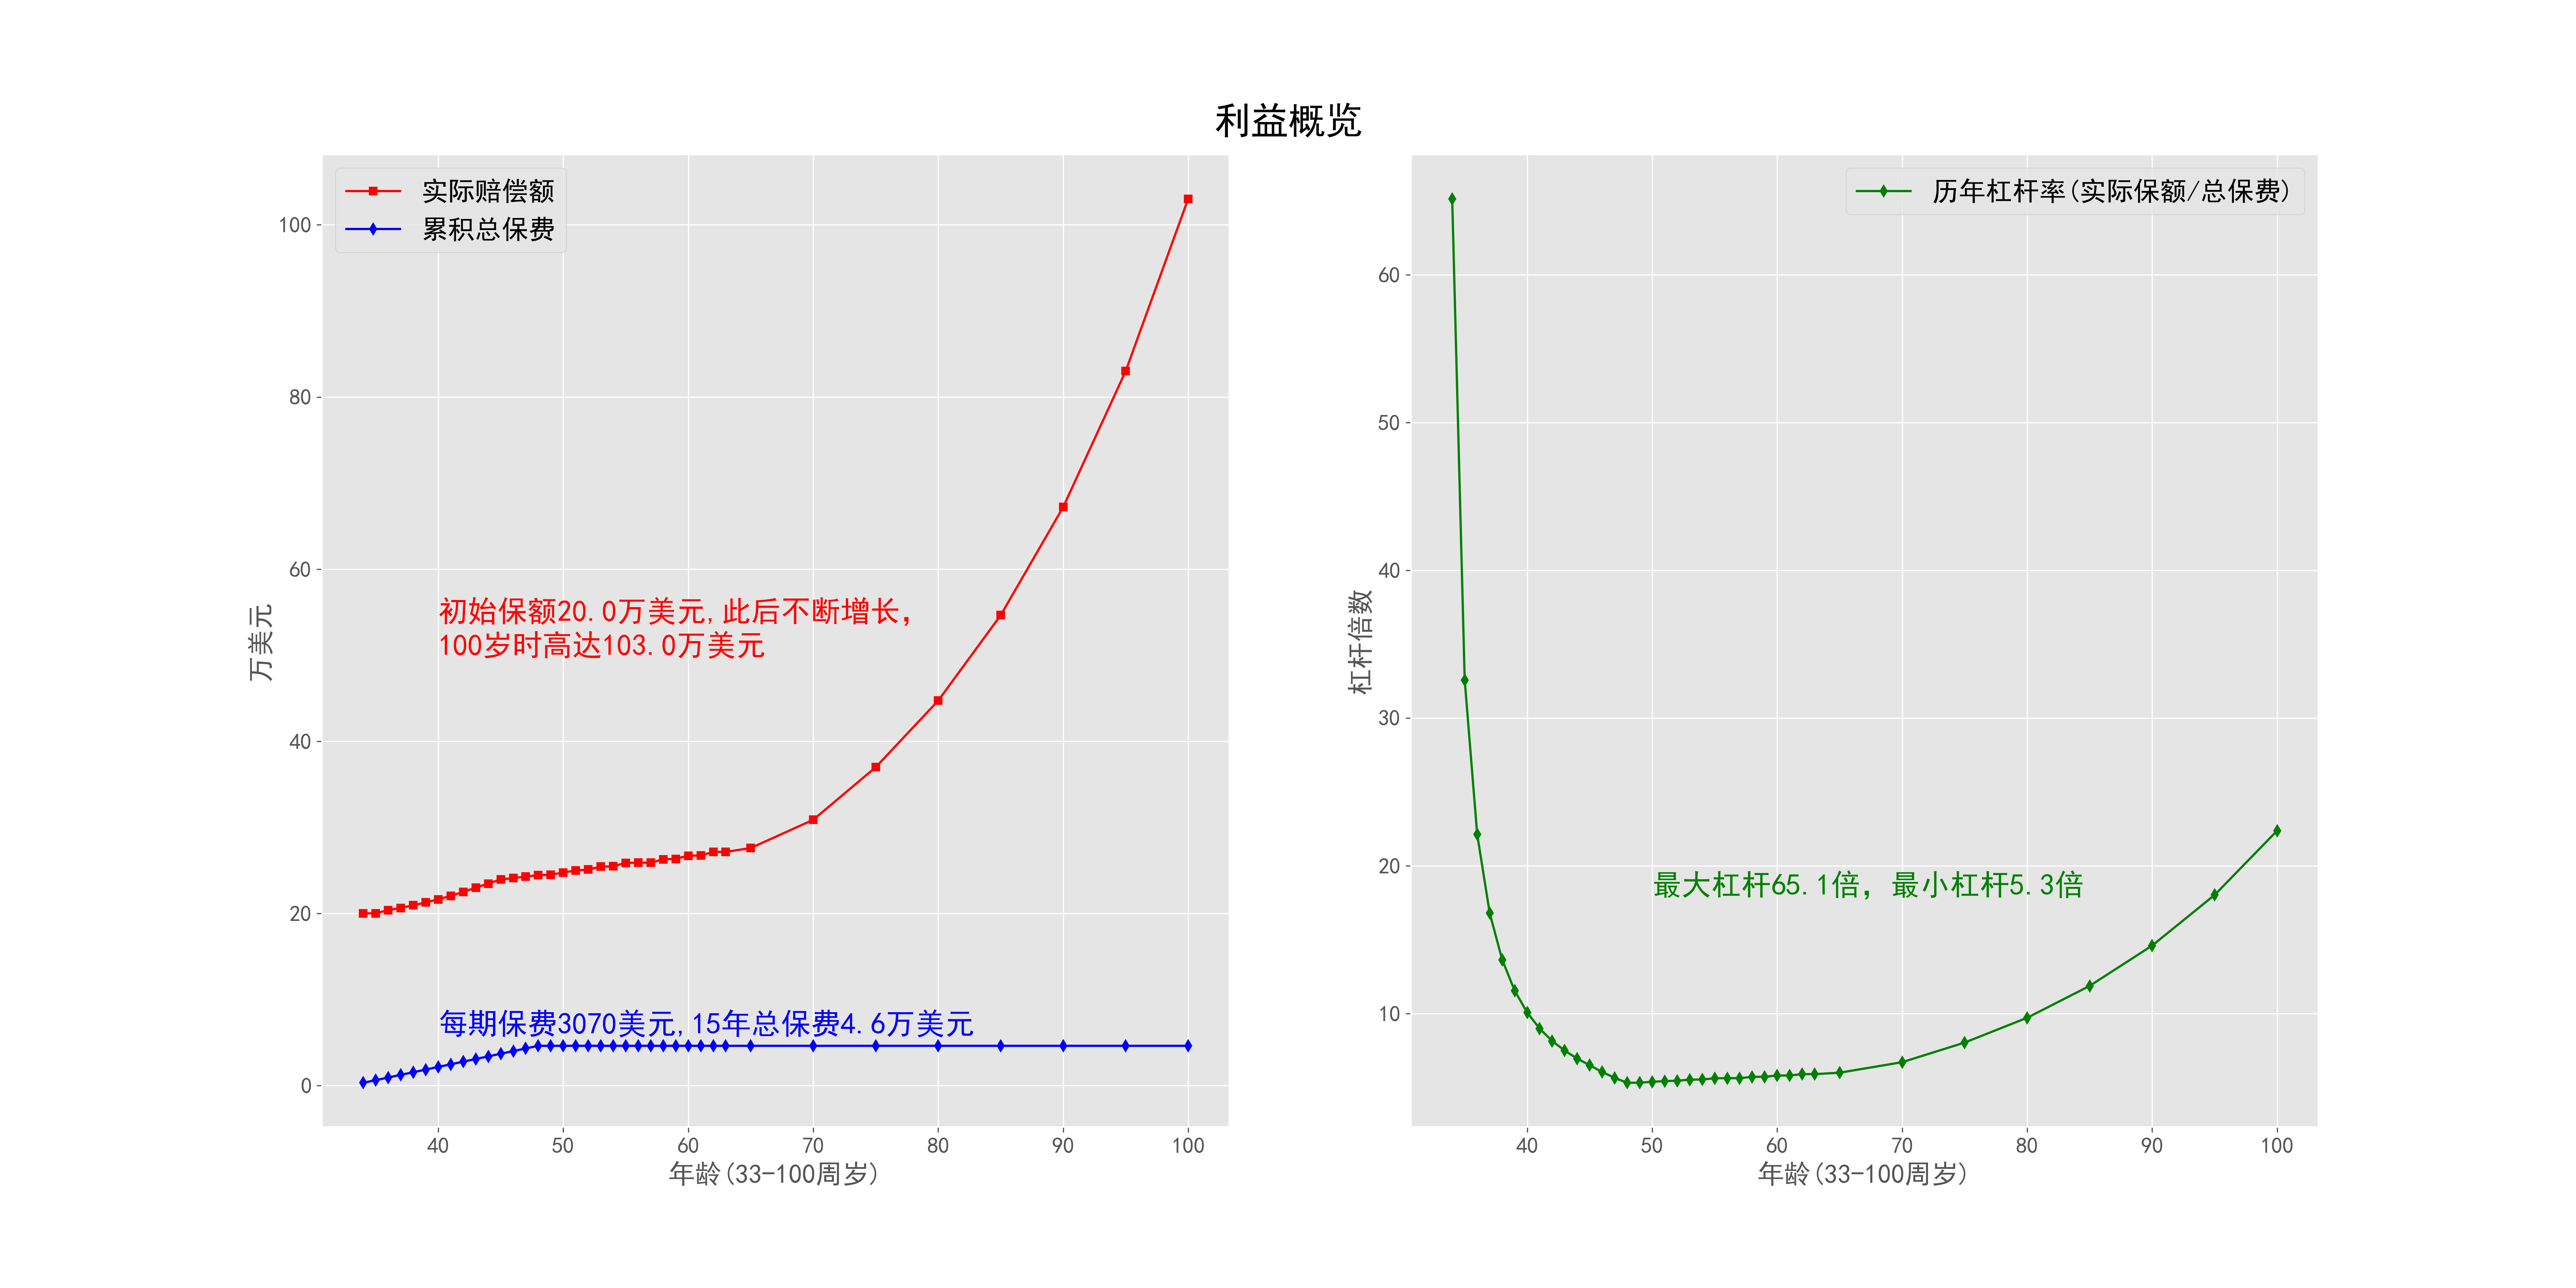 利益概览
实际赔偿额
累积总保费
100
80
60
40
20
0
万美元
初始保额20.0万美元,此后不断增长，
100岁时高达103.0万美元
每期保费3070美元,15年总保费4.6万美元
40 50 60 70 80 90 100
年龄(33-100周岁)
历年杠杆率(实际保额/总保费)
60
50
40
30
20
10
杠杆倍数
最大杠杆65.1倍，最小杠杆5.3倍
40 50 60 70 80 90 100
年龄(33-100周岁)